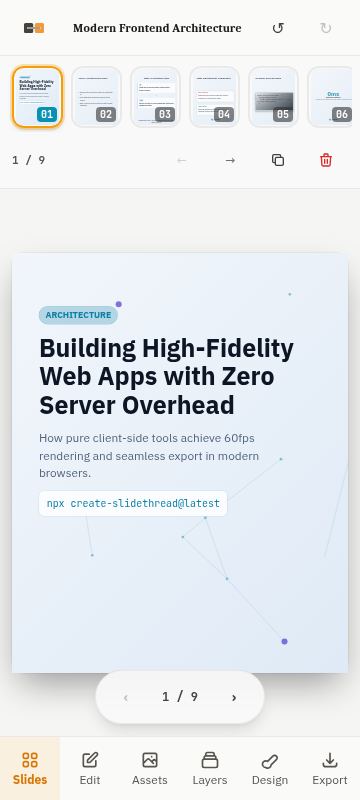 Modern Frontend Architecture
01
02
03
04
05
06
1 / 9
ARCHITECTURE
Building High-Fidelity
Web Apps with Zero
Server Overhead
How pure client-side tools achieve 60fps
rendering and seamless export in modern
browsers.
npx create-slidethread@latest
1 / 9
Slides
Edit
Assets
Layers
Design
Export